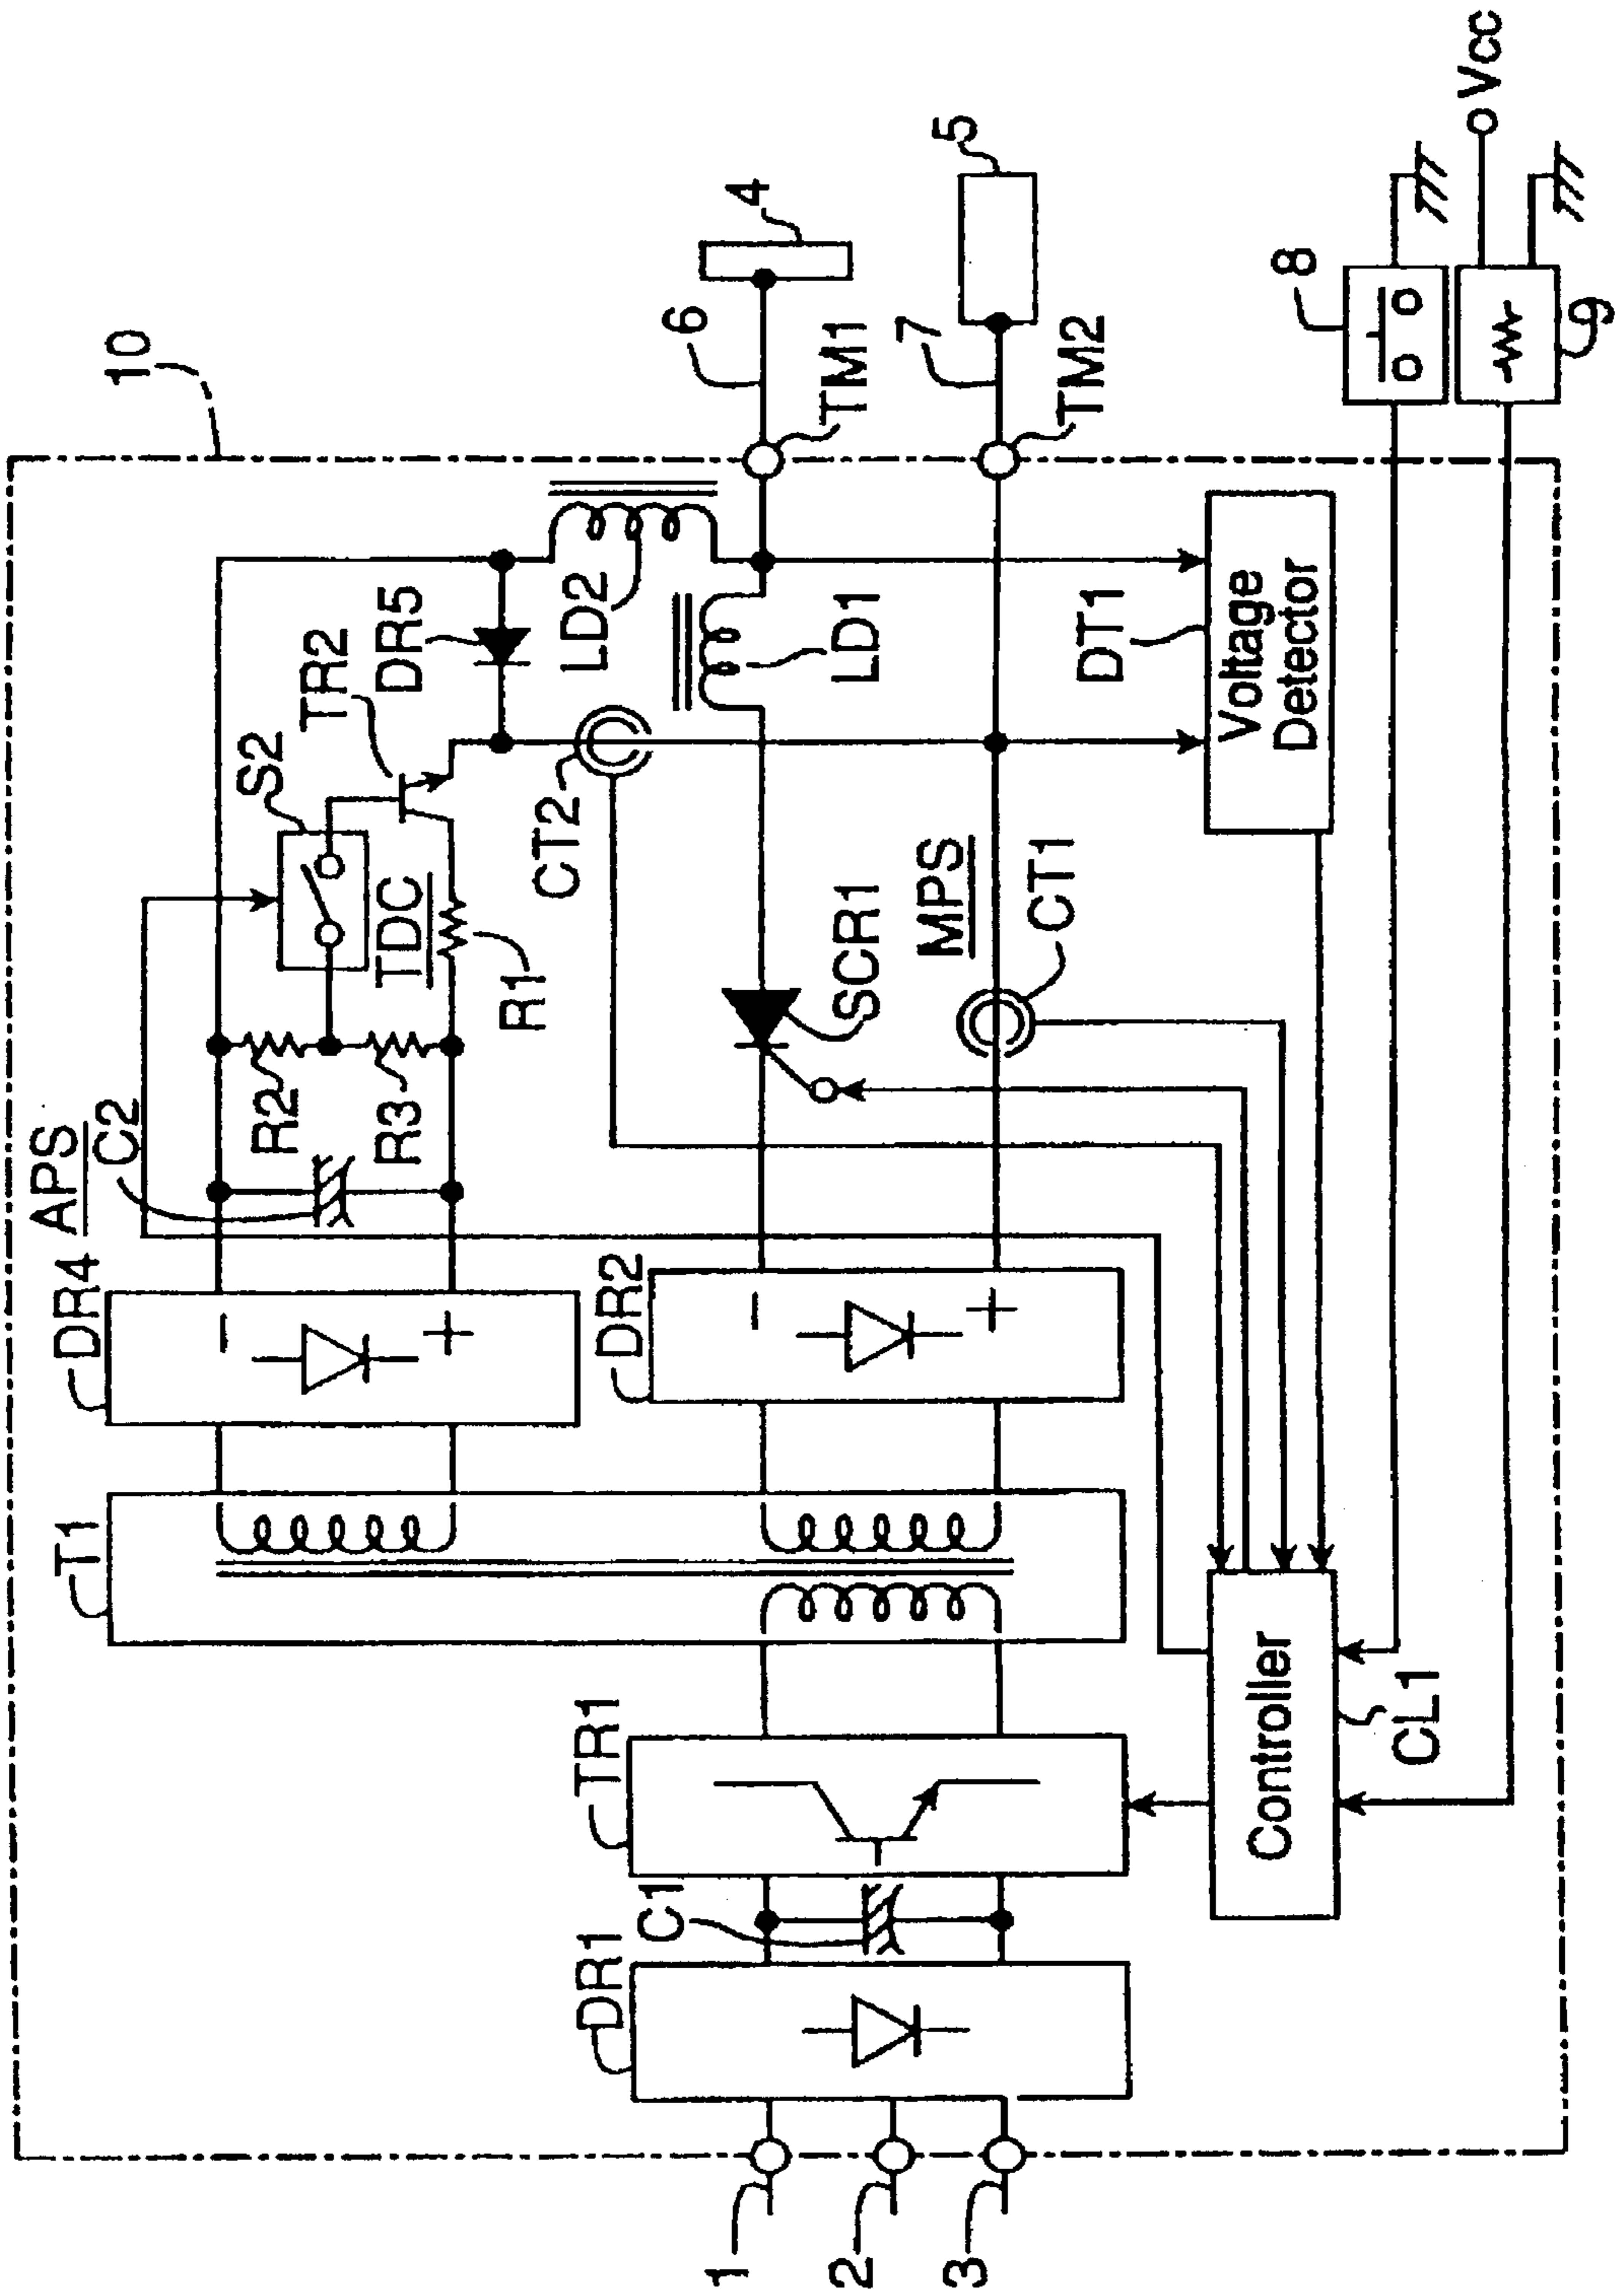 10
APS
C2
S2
TR2
DR5
TDC
R2
R3
R1
DR4
T1
LD2
CT2
LD1
SCR1
MPS
CT1
DR2
−
+
−
+
6
4
7
5
TM1
TM2
DT1
Voltage
Detector
TR1
C1
DR1
Controller
CL1
1
2
3
8
9
Vcc